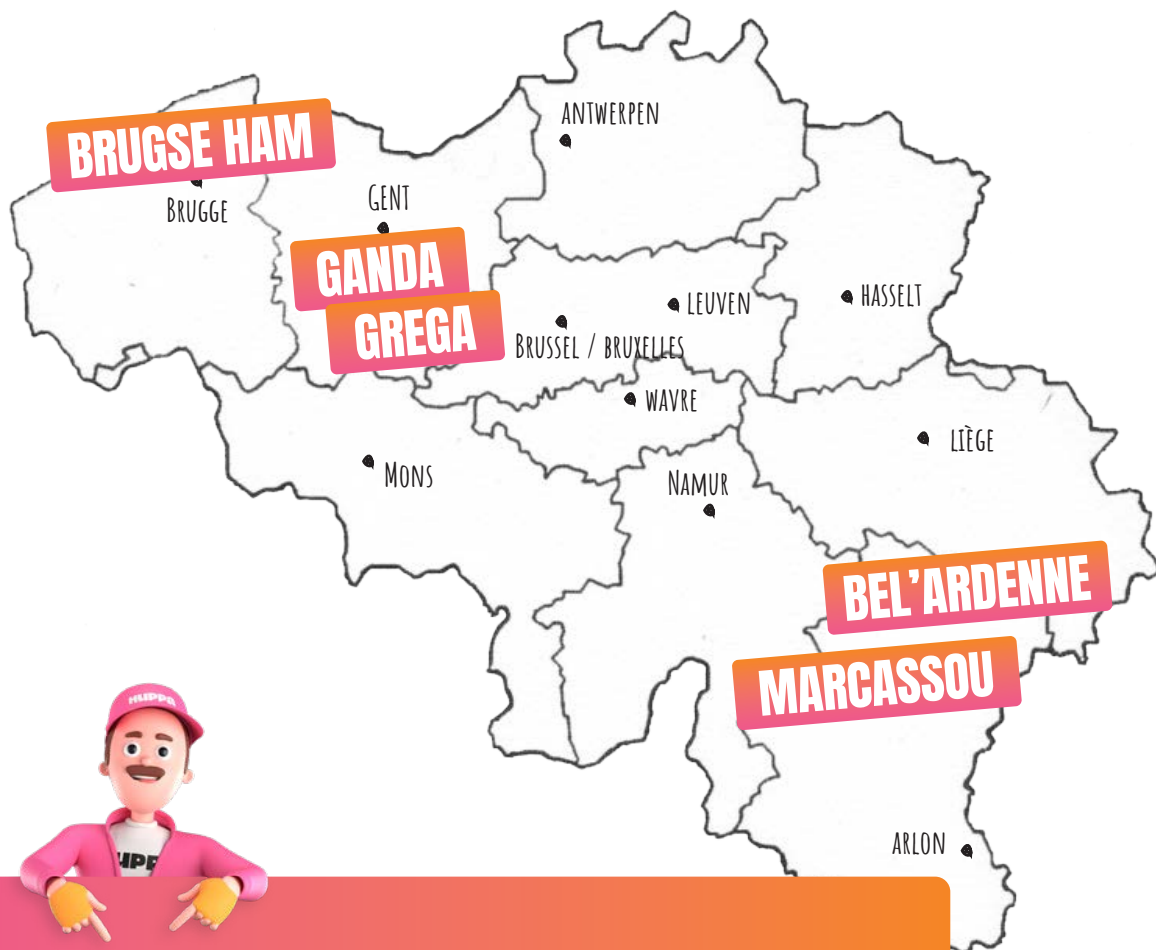 ANTWERPEN
BRUGSE HAM
BRUGGE
GENT
GANDA
GREGA
LEUVEN
HASSELT
BRUSSEL / BRUXELLES
WAVRE
LIÈGE
MONS
NAMUR
BEL'ARDENNE
MARCASSOU
HUPPA
ARLON